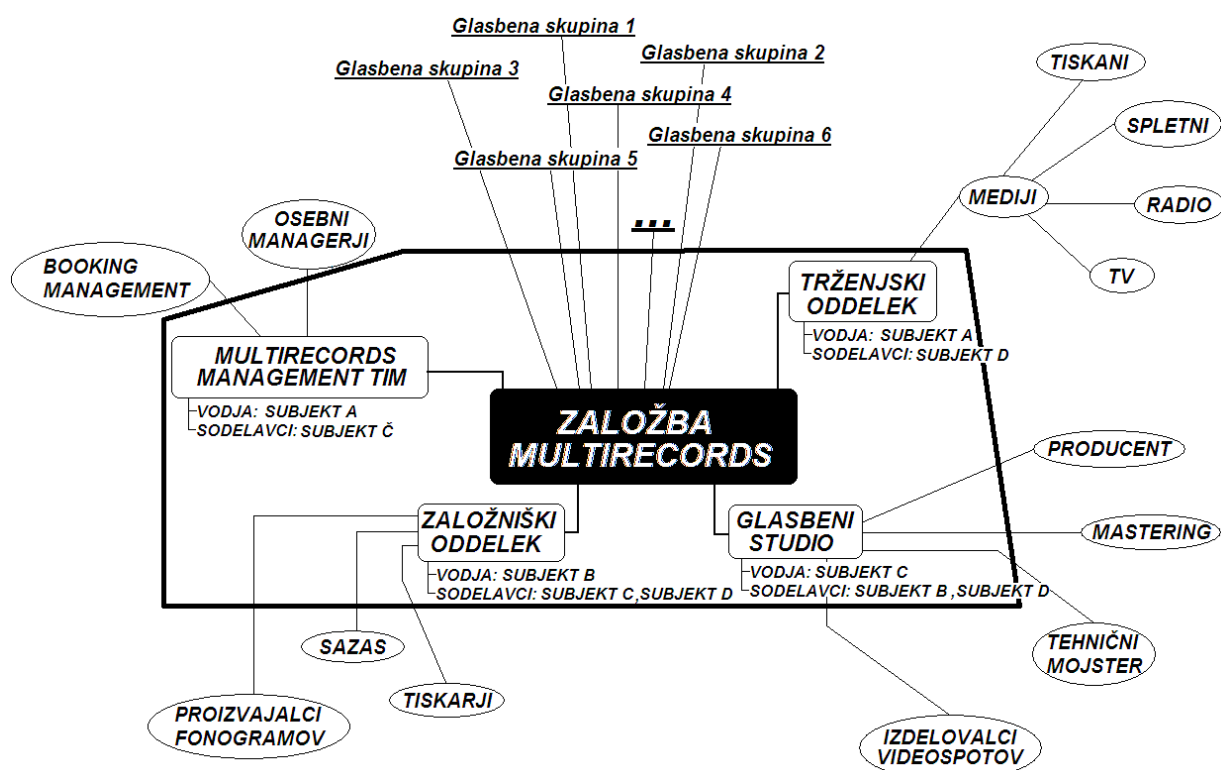 Glasbena skupina 1
Glasbena skupina 3
Glasbena skupina 2
Glasbena skupina 4
Glasbena skupina 6
Glasbena skupina 5
...
TISKANI
SPLETNI
MEDIJI
RADIO
TV
OSEBNI
MANAGERJI
BOOKING
MANAGEMENT
TRŽENJSKI
ODDELEK
VODJA: SUBJEKT A
SODELAVCI: SUBJEKT D
MULTIRECORDS
MANAGEMENT TIM
VODJA: SUBJEKT A
SODELAVCI: SUBJEKT Č
ZALOŽBA
MULTIRECORDS
ZALOŽNIŠKI
ODDELEK
VODJA: SUBJEKT B
SODELAVCI: SUBJEKT C,SUBJEKT D
GLASBENI
STUDIO
VODJA: SUBJEKT C
SODELAVCI: SUBJEKT B ,SUBJEKT D
PRODUCENT
MASTERING
TEHNIČNI
MOJSTER
IZDELOVALCI
VIDEOSPOTOV
SAZAS
TISKARJI
PROIZVAJALCI
FONOGRAMOV